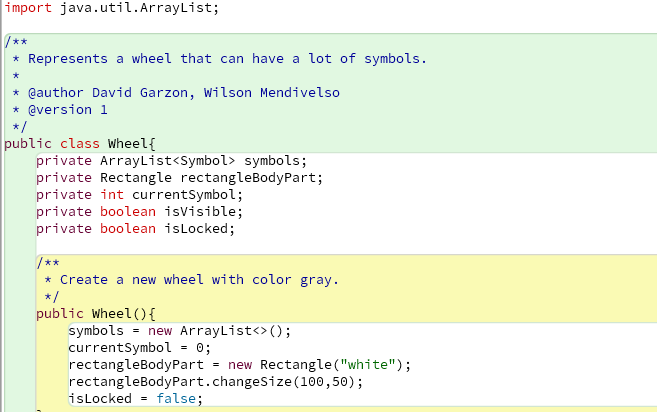 import java.util.ArrayList;
/**
 * Represents a wheel that can have a lot of symbols.
 *
 * @author David Garzon, Wilson Mendivelso
 * @version 1
 */
public class Wheel{
    private ArrayList<Symbol> symbols;
    private Rectangle rectangleBodyPart;
    private int currentSymbol;
    private boolean isVisible;
    private boolean isLocked;
    /**
     * Create a new wheel with color gray.
     */
    public Wheel(){
        symbols = new ArrayList<>();
        currentSymbol = 0;
        rectangleBodyPart = new Rectangle("white");
        rectangleBodyPart.changeSize(100,50);
        isLocked = false;